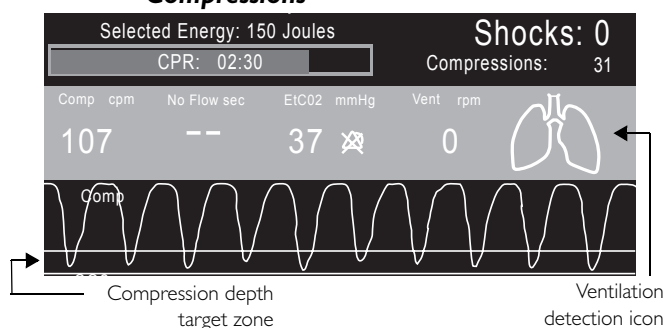 Compressions
Selected Energy: 150 Joules
Shocks: 0
CPR: 02:30
Compressions: 31
Comp cpm No Flow sec EtC02 mmHg Vent rpm
107 -- 37 0
Comp
Compression depth
target zone
Ventilation
detection icon